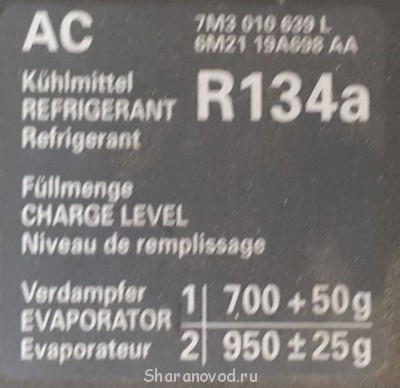 AC
7M3 010 639 L
6M21 19A698 AA
Kühlmittel
REFRIGERANT R134a
Refrigerant
Füllmenge
CHARGE LEVEL
Niveau de remplissage
Verdampfer 1 700 + 50g
EVAPORATOR
Evaporateur 2 950 ± 25g
Sharanovod.ru